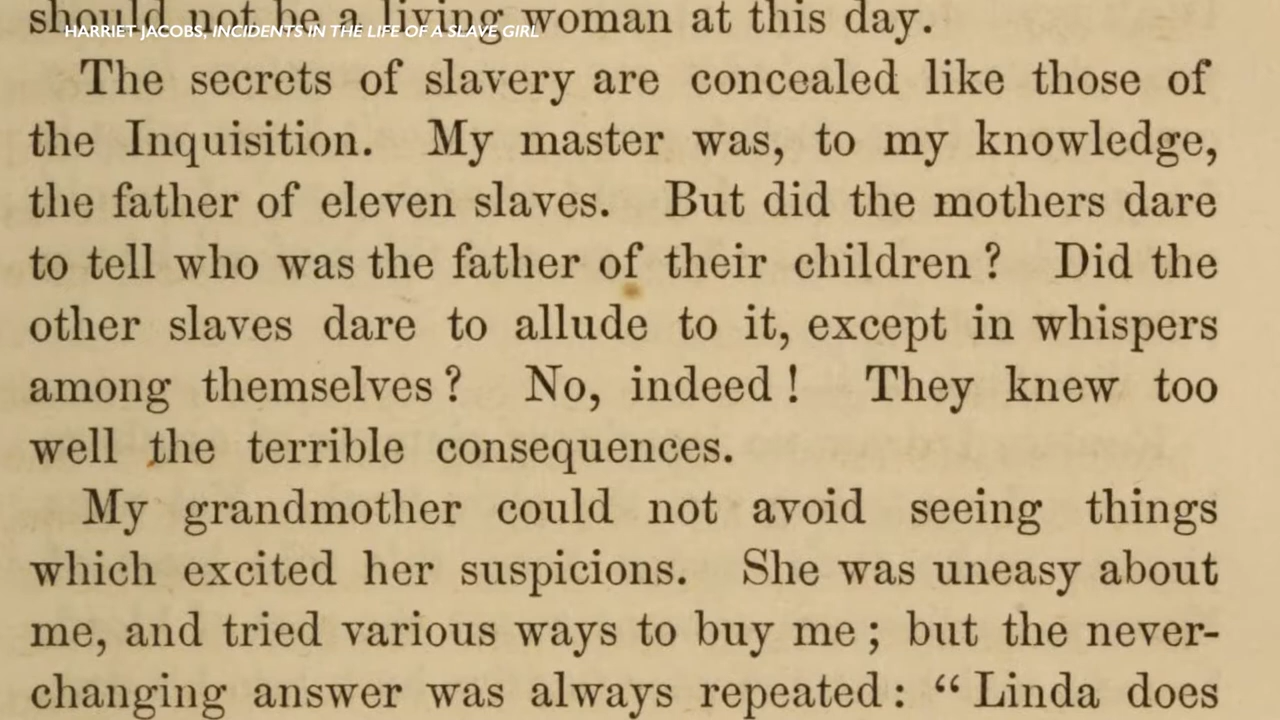 should not be a living woman at this day.
HARRIET JACOBS, INCIDENTS IN THE LIFE OF A SLAVE GIRL
The secrets of slavery are concealed like those of
the Inquisition. My master was, to my knowledge,
the father of eleven slaves. But did the mothers dare
to tell who was the father of their children? Did the
other slaves dare to allude to it, except in whispers
among themselves? No, indeed! They knew too
well the terrible consequences.
My grandmother could not avoid seeing things
which excited her suspicions. She was uneasy about
me, and tried various ways to buy me; but the never-
changing answer was always repeated: “Linda does